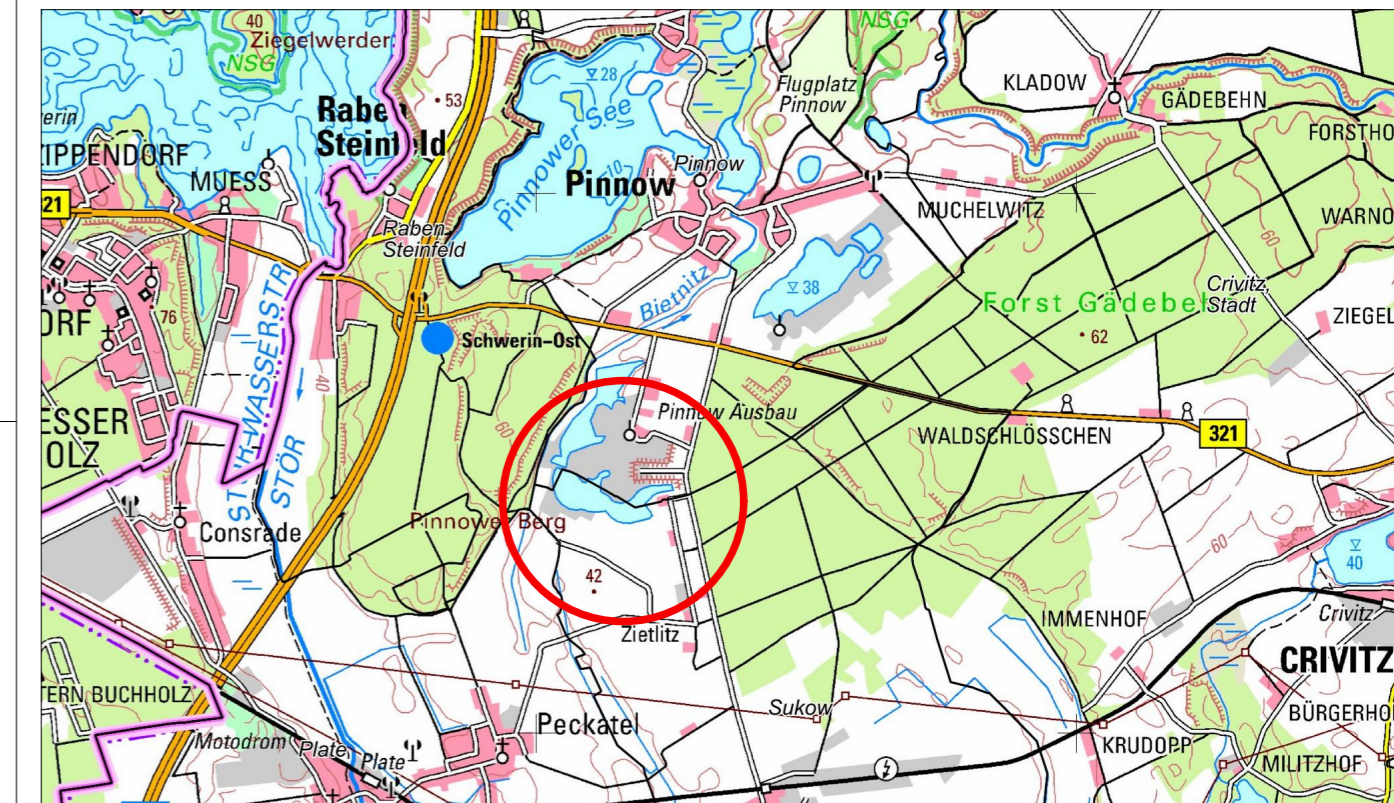 40
Ziegelwerder
NSG
53
Raben
Steinfeld
erin
ZIPPENDORF
MUESS
321
Raben
Steinfeld
28
Pinnower See
Pinnow
Pinnow
NSG
Flugplatz
Pinnow
KLADOW
GÄDEBEHN
FORSTHO
MUCHELWITZ
WARNO
60
Crivitz,
Stadt
Forst Gädebe
62
ZIEGEL
38
Bietnitz
DORF
76
Schwerin-Ost
40
60
ESSER
OLZ
STÖR-WASSERSTR
STÖR
Pinnow Ausbau
WALDSCHLÖSSCHEN
321
Consrade
Pinnower Berg
42
Zietlitz
60
40
IMMENHOF
Crivitz
CRIVITZ
TERN BUCHHOLZ
Peckatel
Sukow
BÜRGERHO
Motodrom
Plate
Plate
KRUDOPP
MILITZHOF